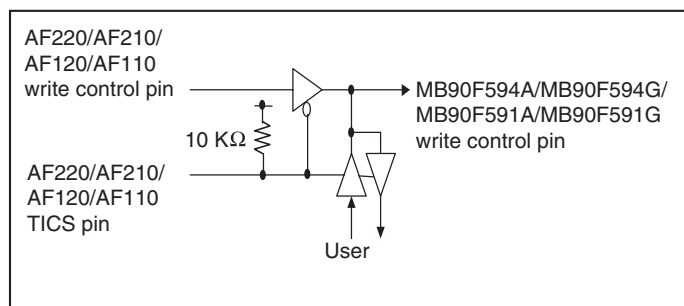 AF220/AF210/
AF120/AF110
write control pin
MB90F594A/MB90F594G/
MB90F591A/MB90F591G
write control pin
10 KΩ
AF220/AF210/
AF120/AF110
TICS pin
User